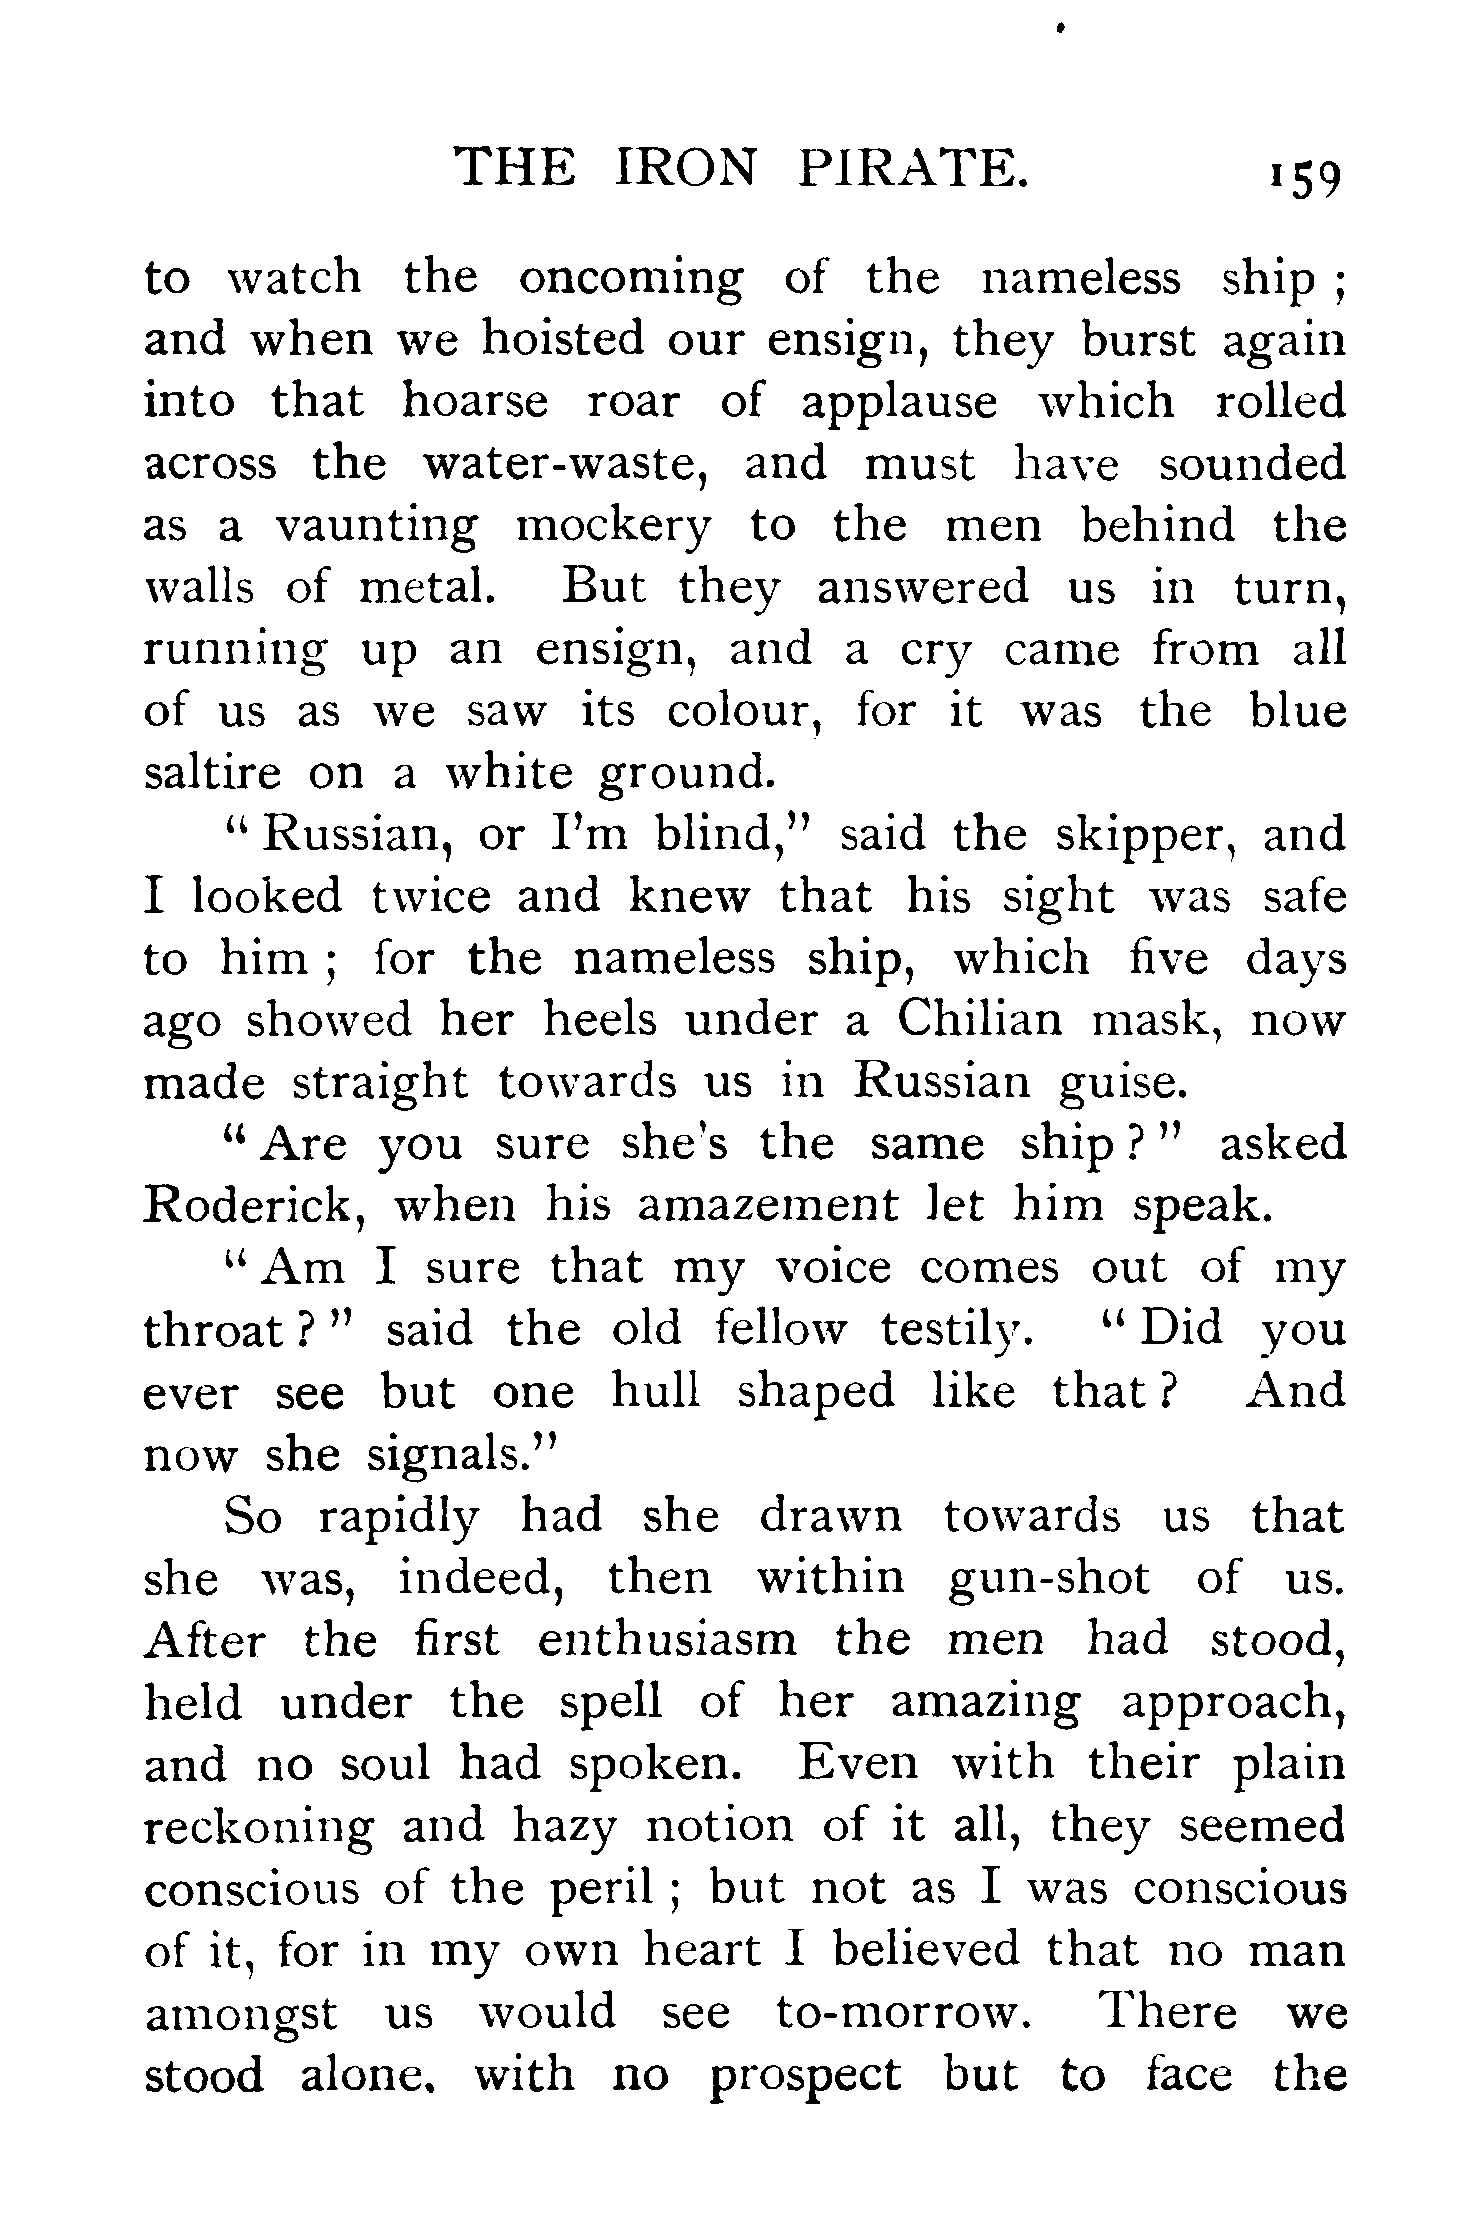 THE IRON PIRATE. 159
to watch the oncoming of the nameless ship ;
and when we hoisted our ensign, they burst again
into that hoarse roar of applause which rolled
across the water-waste, and must have sounded
as a vaunting mockery to the men behind the
walls of metal. But they answered us in turn,
running up an ensign, and a cry came from all
of us as we saw its colour, for it was the blue
saltire on a white ground.
" Russian, or I'm blind," said the skipper, and
I looked twice and knew that his sight was safe
to him ; for the nameless ship, which five days
ago showed her heels under a Chilian mask, now
made straight towards us in Russian guise.
" Are you sure she's the same ship ? " asked
Roderick, when his amazement let him speak.
" Am I sure that my voice comes out of my
throat ? " said the old fellow testily. " Did you
ever see but one hull shaped like that ? And
now she signals."
So rapidly had she drawn towards us that
she was, indeed, then within gun-shot of us.
After the first enthusiasm the men had stood,
held under the spell of her amazing approach,
and no soul had spoken. Even with their plain
reckoning and hazy notion of it all, they seemed
conscious of the peril ; but not as I was conscious
of it, for in my own heart I believed that no man
amongst us would see to-morrow. There we
stood alone, with no prospect but to face the